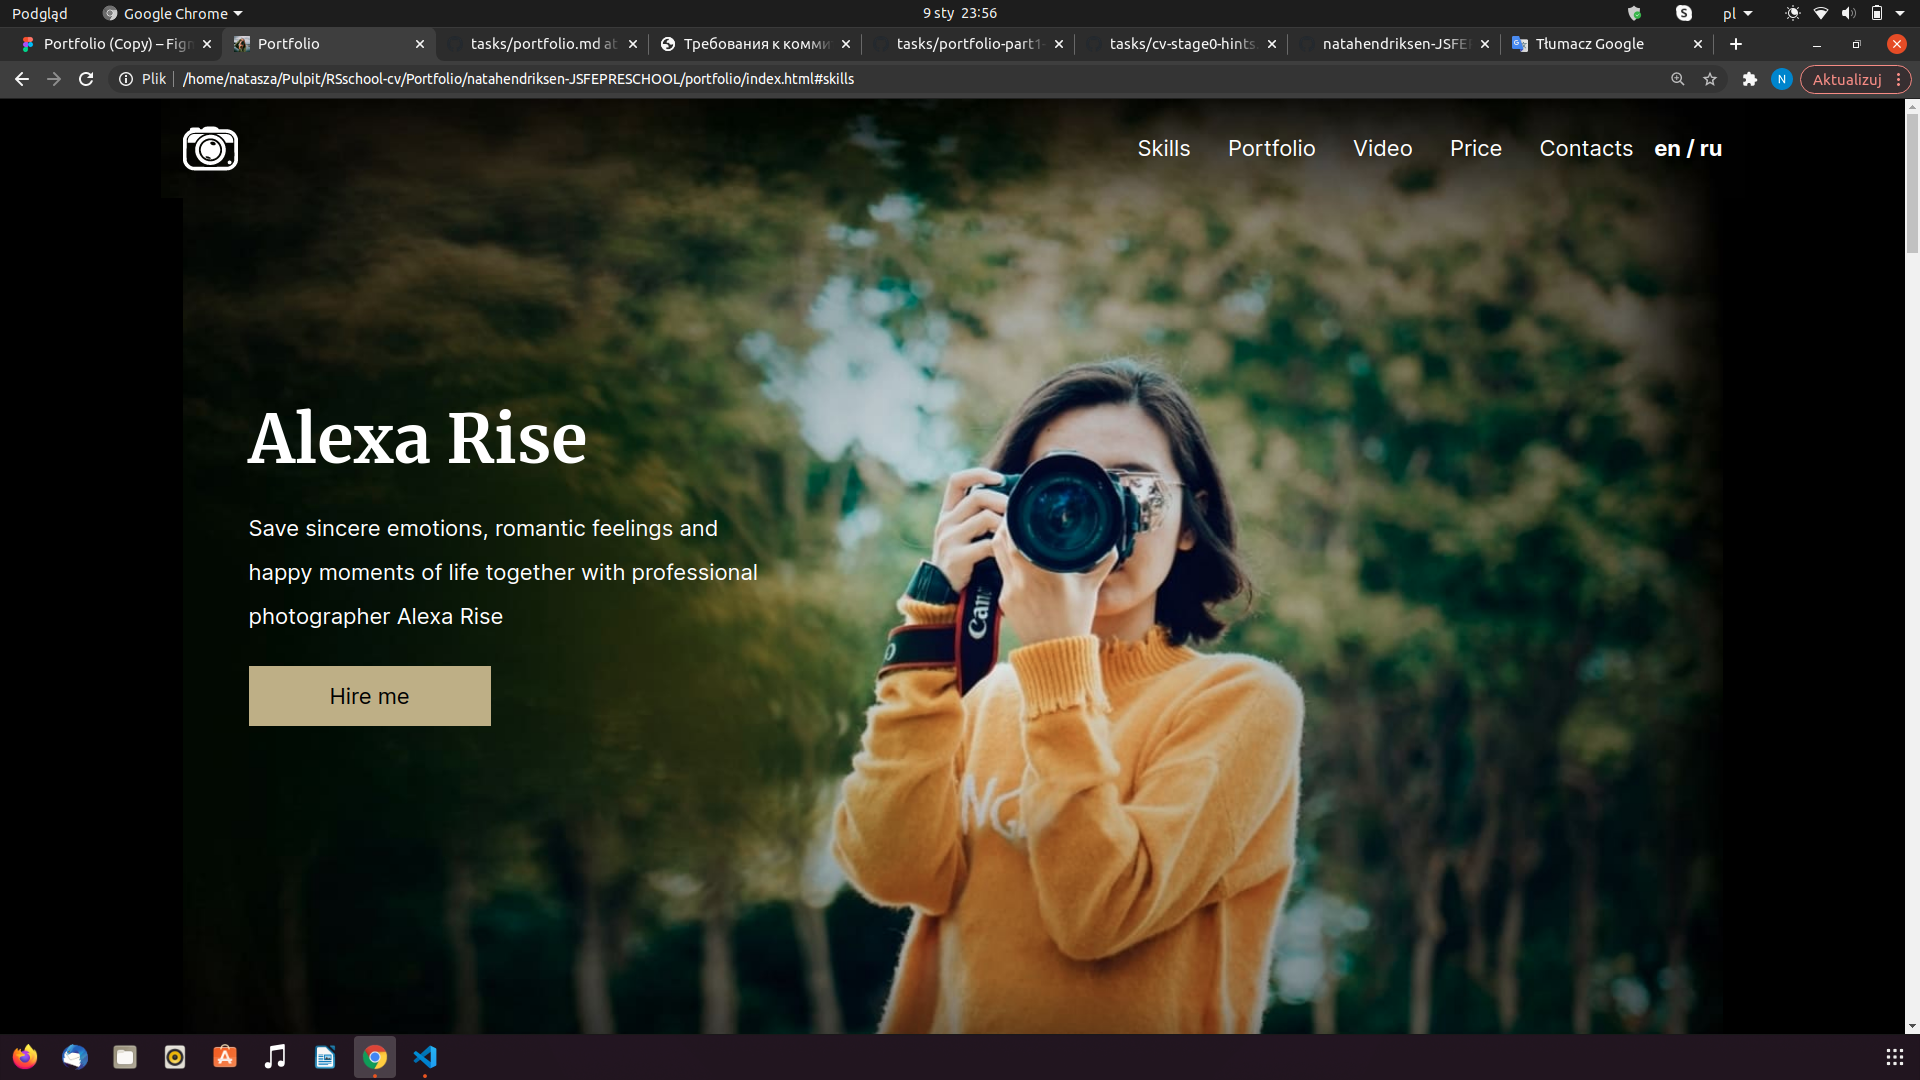 Podgląd
Google Chrome
9 sty 23:56
pl
Portfolio (Copy) – Figm
Portfolio
tasks/portfolio.md at
Требования к комми
tasks/portfolio-part1-
tasks/cv-stage0-hints.
natahendriksen-JSFEP
Tłumacz Google
Plik
/home/natasza/Pulpit/RSschool-cv/Portfolio/natahendriksen-JSFEPRESCHOOL/portfolio/index.html#skills
N
Aktualizuj
Skills
Portfolio
Video
Price
Contacts
en / ru
Alexa Rise
Save sincere emotions, romantic feelings and
happy moments of life together with professional
photographer Alexa Rise
Hire me